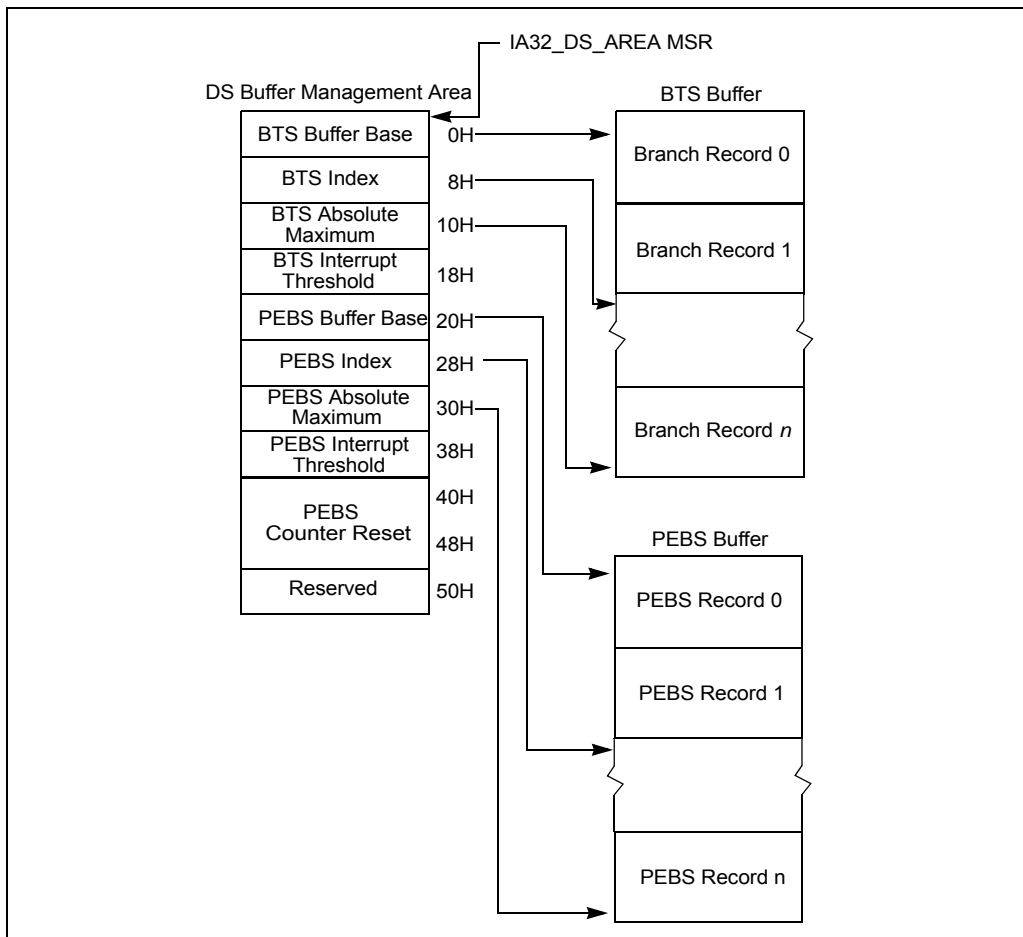 IA32_DS_AREA MSR
DS Buffer Management Area
BTS Buffer Base 0H
BTS Index 8H
BTS Absolute
Maximum 10H
BTS Interrupt
Threshold 18H
PEBS Buffer Base 20H
PEBS Index 28H
PEBS Absolute
Maximum 30H
PEBS Interrupt
Threshold 38H
40H
PEBS
Counter Reset
48H
Reserved 50H
BTS Buffer
Branch Record 0
Branch Record 1
Branch Record n
PEBS Buffer
PEBS Record 0
PEBS Record 1
PEBS Record n